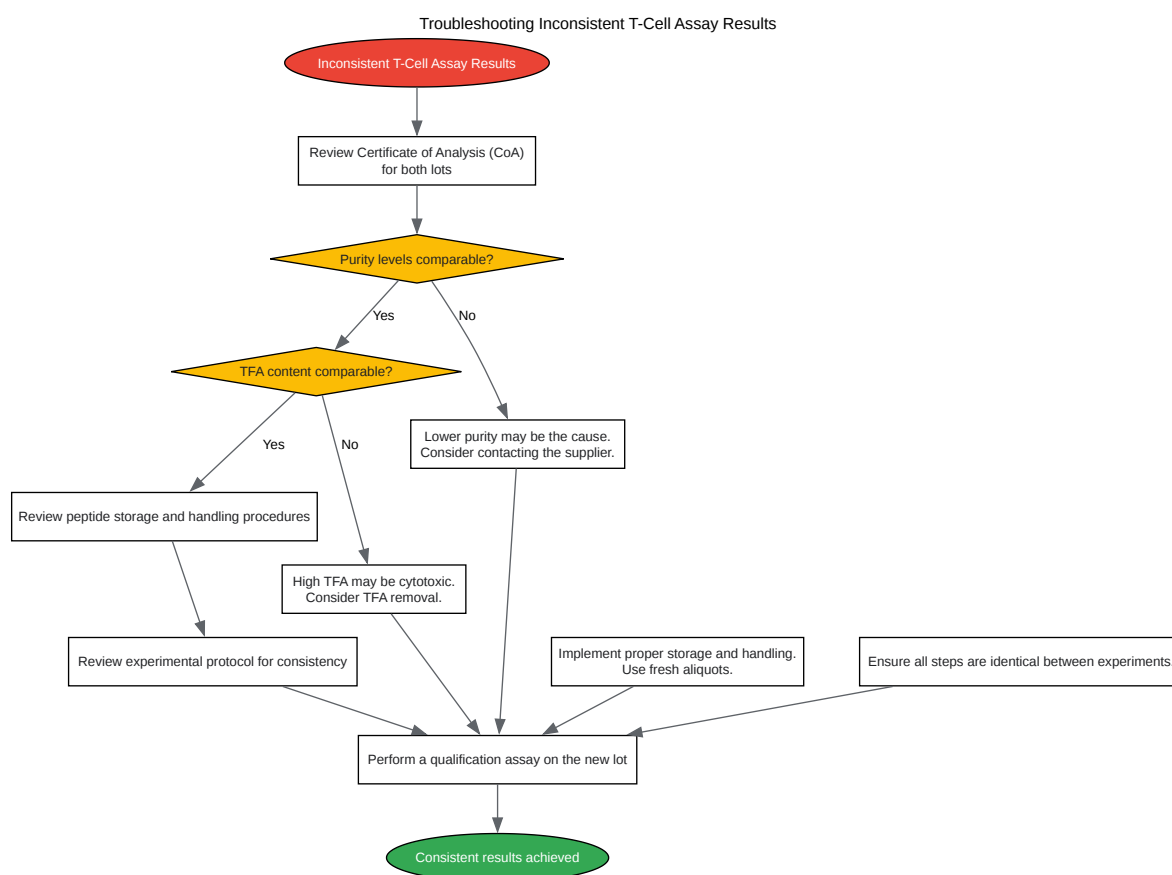 Troubleshooting Inconsistent T-Cell Assay Results
Inconsistent T-Cell Assay Results
Review Certificate of Analysis (CoA)
for both lots
Purity levels comparable?
Yes
No
TFA content comparable?
Yes
No
Lower purity may be the cause.
Consider contacting the supplier.
Review peptide storage and handling procedures
High TFA may be cytotoxic.
Consider TFA removal.
Review experimental protocol for consistency
Implement proper storage and handling.
Use fresh aliquots.
Ensure all steps are identical between experiments.
Perform a qualification assay on the new lot
Consistent results achieved